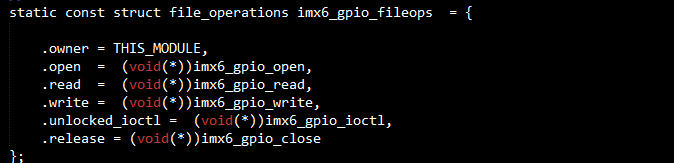 static const struct file_operations imx6_gpio_fileops  = {
.owner = THIS_MODULE,
.open  =  (void(*))imx6_gpio_open,
.read  =  (void(*))imx6_gpio_read,
.write =  (void(*))imx6_gpio_write,
.unlocked_ioctl =  (void(*))imx6_gpio_ioctl,
.release = (void(*))imx6_gpio_close
};